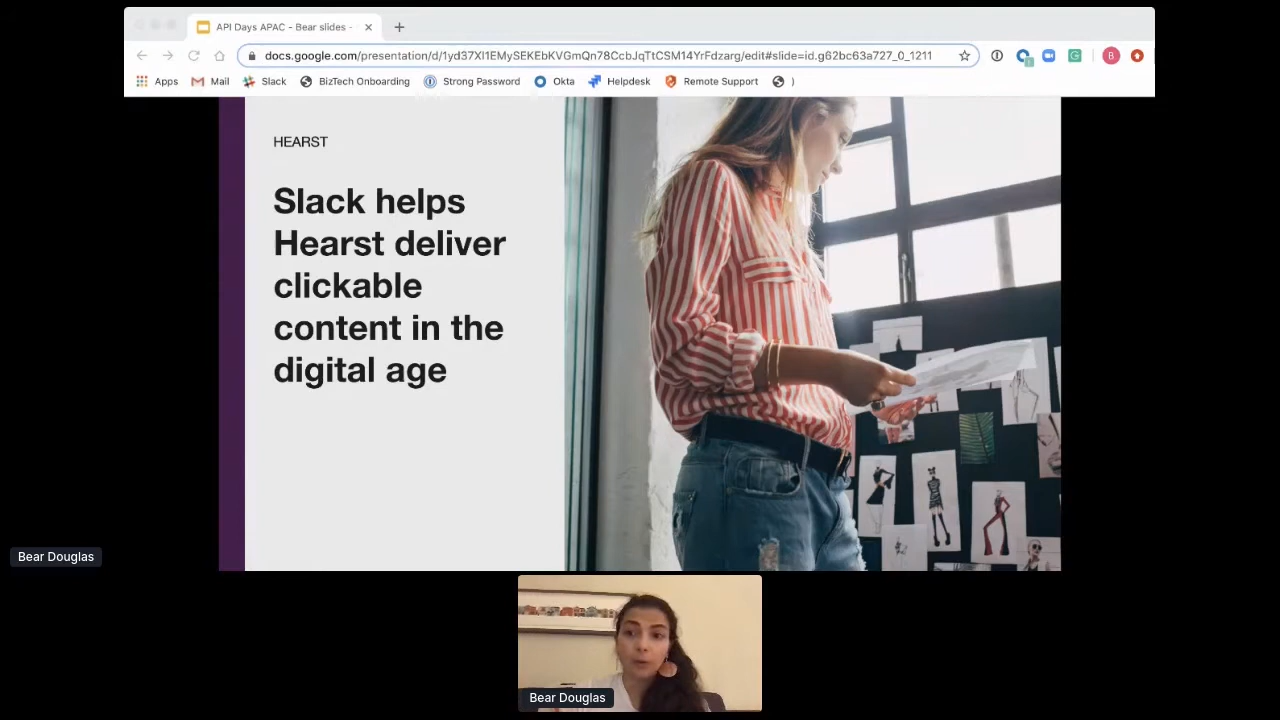 API Days APAC - Bear slides -
docs.google.com/presentation/d/1yd37XI1EMySEKEbKVGmQn78CcbJqTtCSM14YrFdzarg/edit#slide=id.g62bc63a727_0_1211
B
Apps Mail Slack BizTech Onboarding Strong Password Okta Helpdesk Remote Support )
HEARST
Slack helps
Hearst deliver
clickable
content in the
digital age
Bear Douglas
Bear Douglas